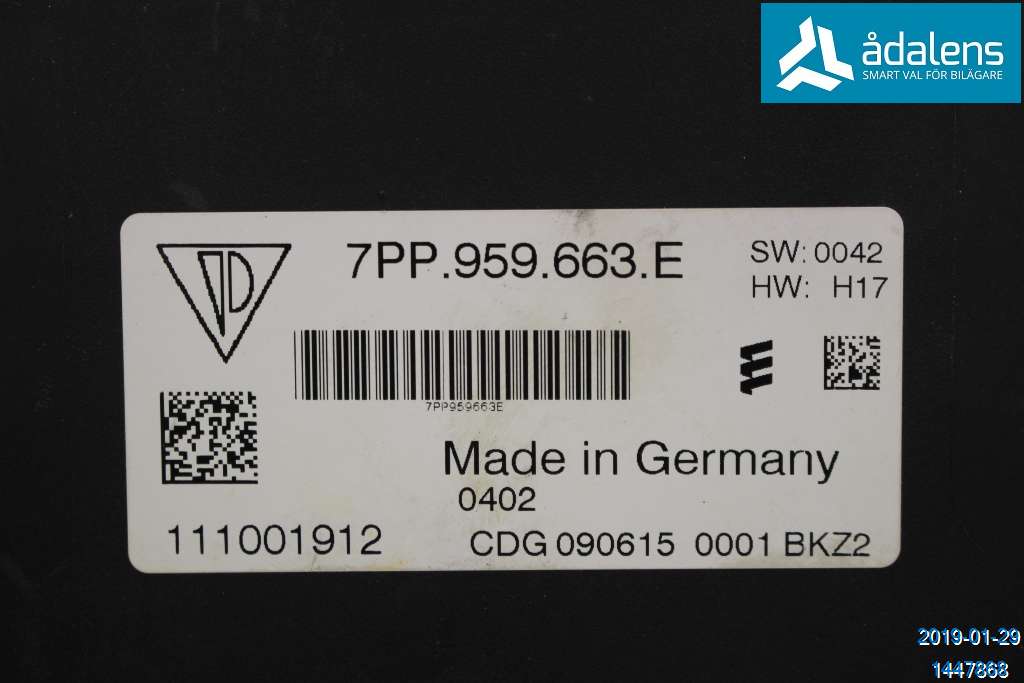 ådalens
SMART VAL FÖR BILÄGARE
7PP.959.663.E
SW: 0042
HW: H17
7PP959663E
Made in Germany
0402
111001912
CDG 090615 0001 BKZ2
2019-01-29
1447868